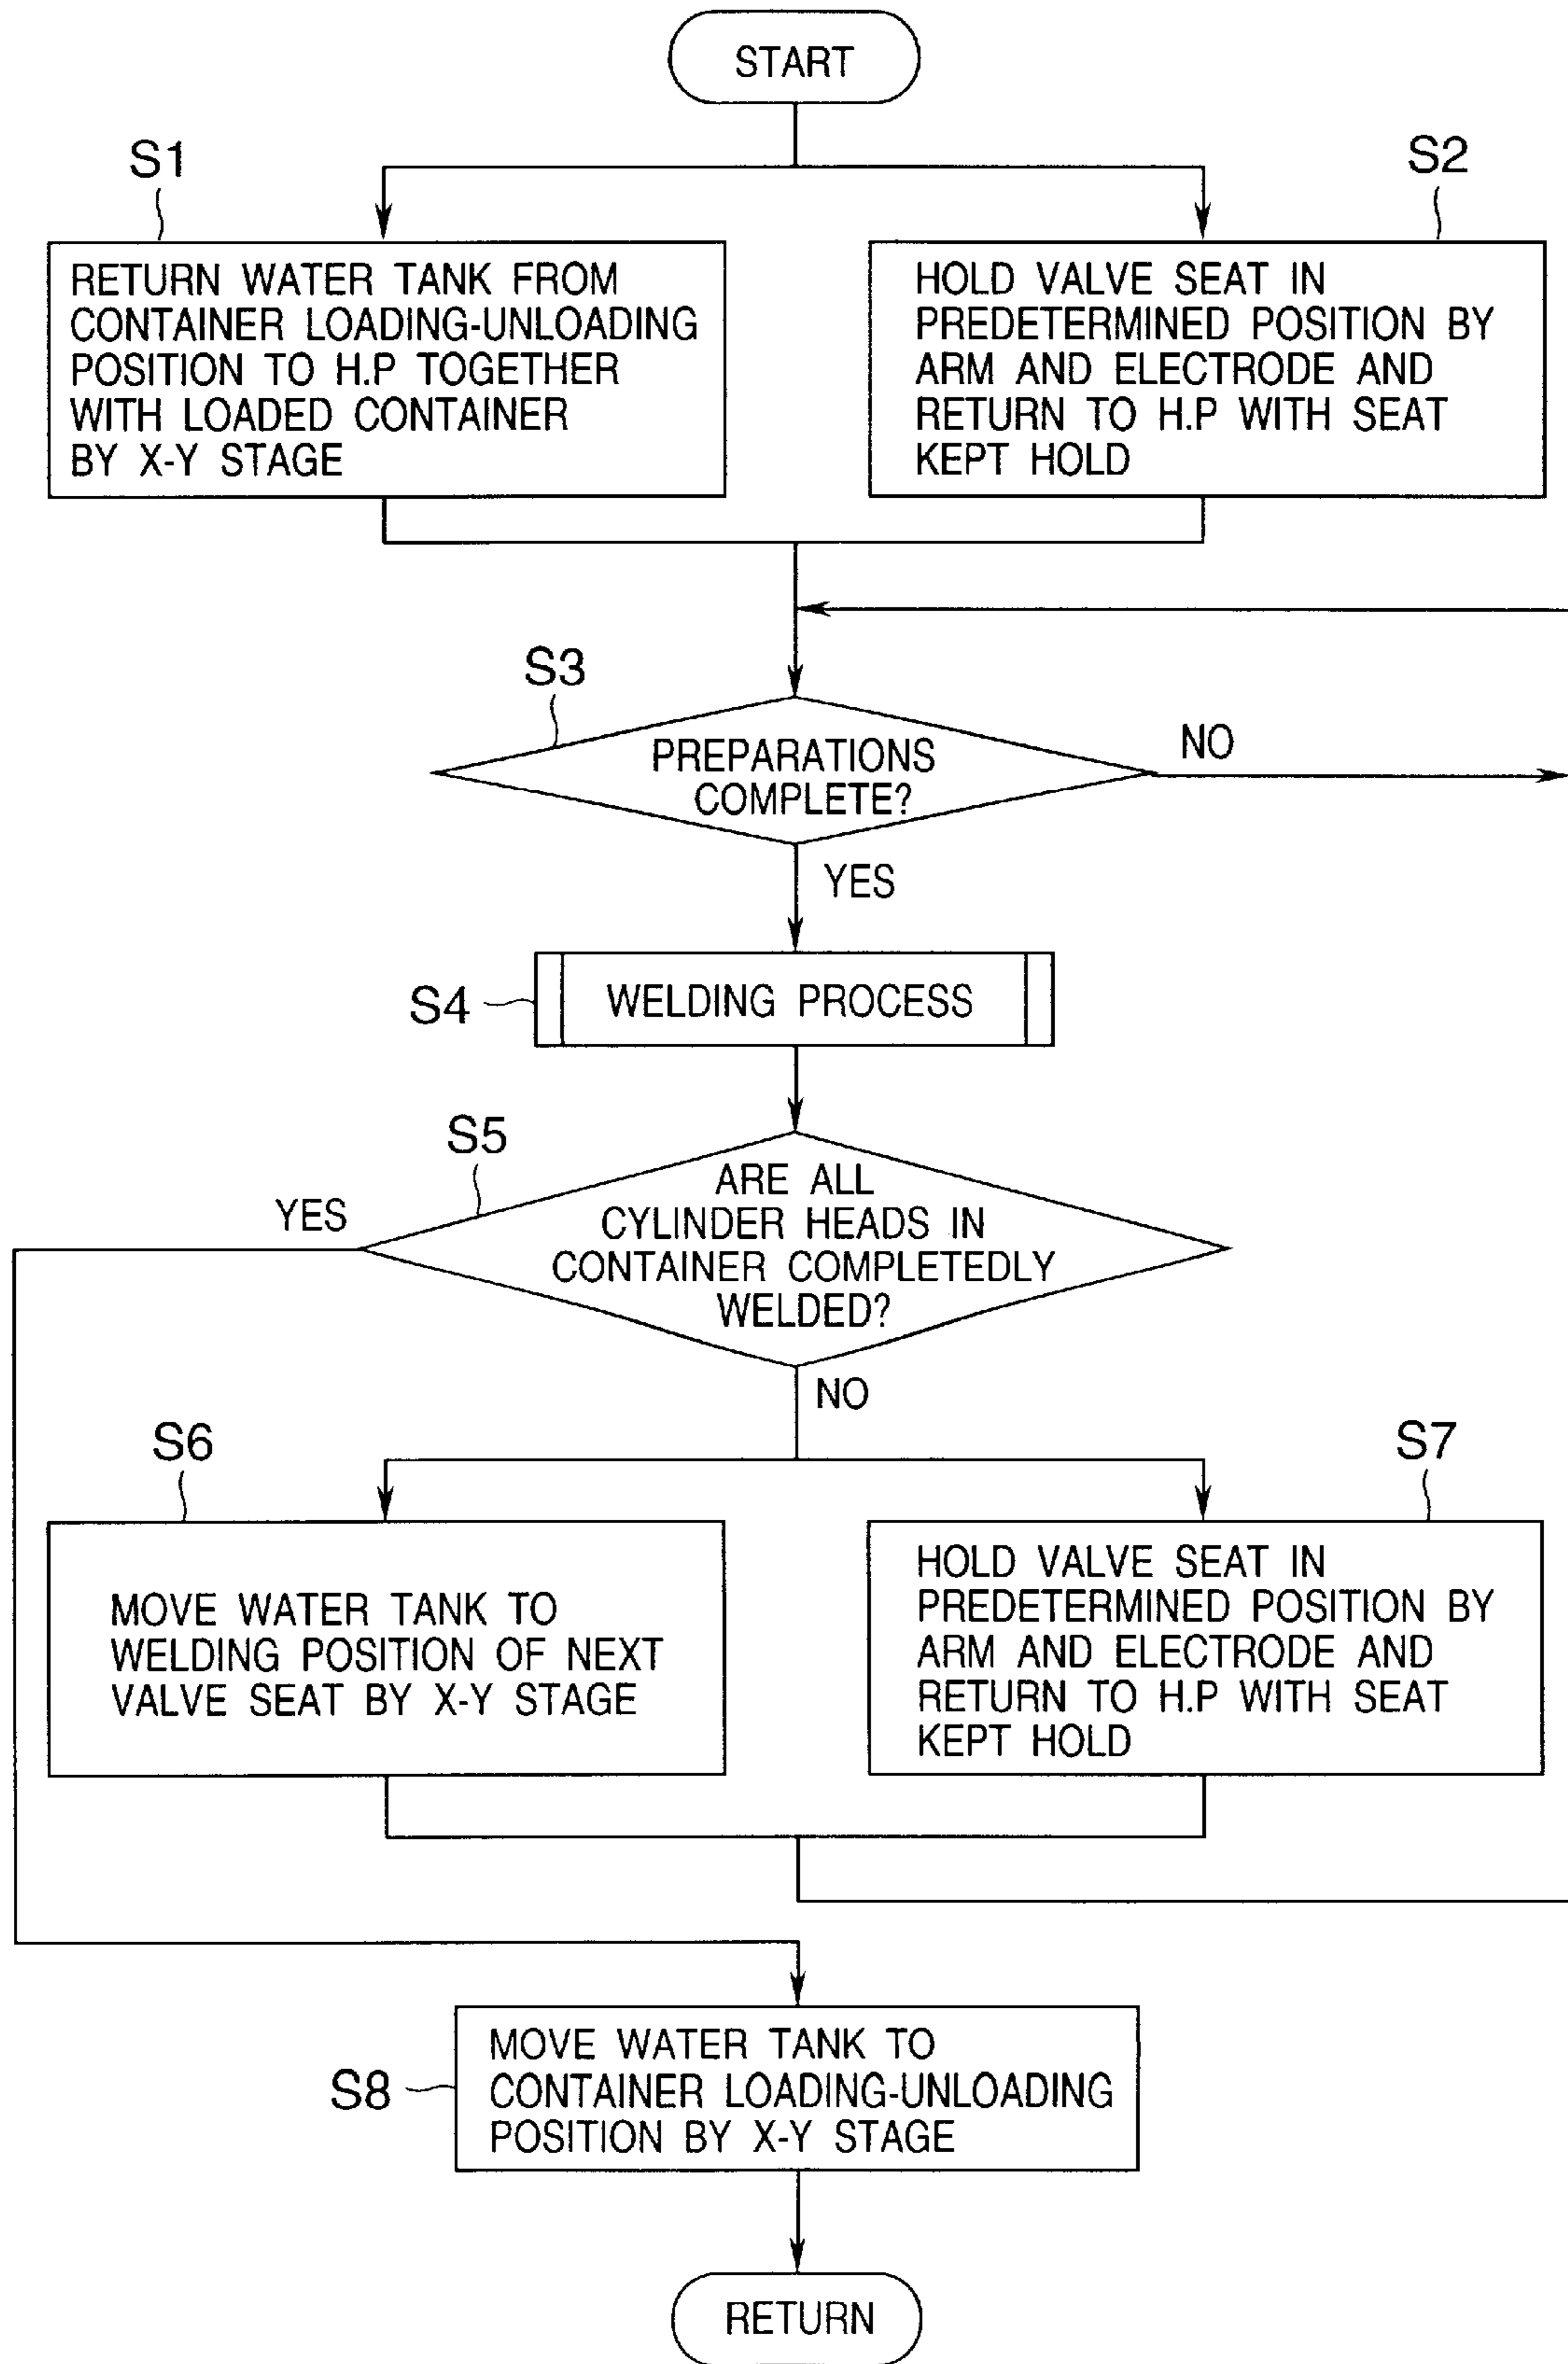 START
S1
S2
RETURN WATER TANK FROM
CONTAINER LOADING-UNLOADING
POSITION TO H.P TOGETHER
WITH LOADED CONTAINER
BY X-Y STAGE
HOLD VALVE SEAT IN
PREDETERMINED POSITION BY
ARM AND ELECTRODE AND
RETURN TO H.P WITH SEAT
KEPT HOLD
S3
PREPARATIONS
COMPLETE?
NO
YES
S4
WELDING PROCESS
S5
ARE ALL
CYLINDER HEADS IN
CONTAINER COMPLETEDLY
WELDED?
YES
NO
S6
S7
MOVE WATER TANK TO
WELDING POSITION OF NEXT
VALVE SEAT BY X-Y STAGE
HOLD VALVE SEAT IN
PREDETERMINED POSITION BY
ARM AND ELECTRODE AND
RETURN TO H.P WITH SEAT
KEPT HOLD
S8
MOVE WATER TANK TO
CONTAINER LOADING-UNLOADING
POSITION BY X-Y STAGE
RETURN